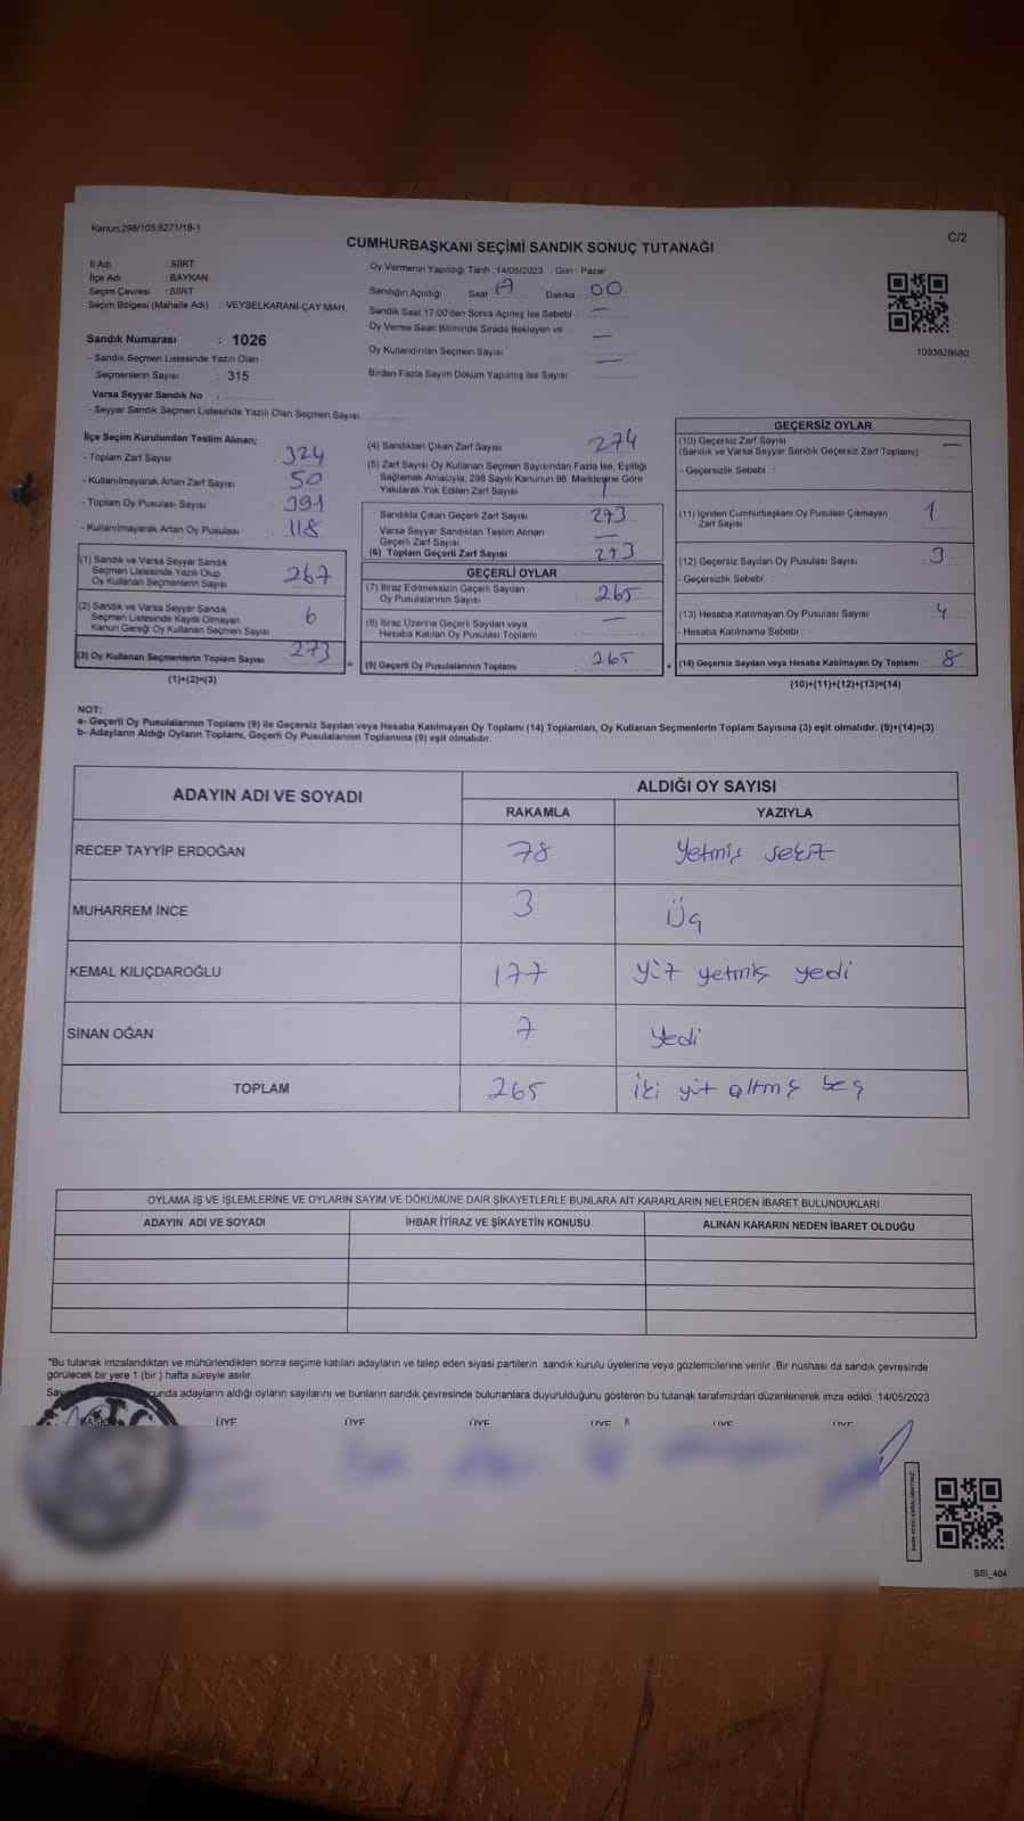 Kanun:298/105,6271/18-1
C/2
CUMHURBAŞKANI SEÇİMİ SANDIK SONUÇ TUTANAĞI
İl Adı : SİİRT
İlçe Adı : BAYKAN
Seçim Çevresi : SİİRT
Seçim Bölgesi (Mahalle Adı) : VEYSELKARANİ-ÇAY MAH.
Sandık Numarası : 1026
- Sandık Seçmen Listesinde Yazılı Olan
Seçmenlerin Sayısı : 315
Varsa Seyyar Sandık No :
- Seyyar Sandık Seçmen Listesinde Yazılı Olan Seçmen Sayısı
Oy Vermenin Yapıldığı Tarih :14/05/2023 Gün : Pazar
Sandığın Açıldığı Saat 17 Dakika 00
Sandık Saat 17:00'den Sonra Açılmış İse Sebebi —
Oy Verme Saati Bitiminde Sırada Bekleyen ve
Oy Kullandırılan Seçmen Sayısı —
Birden Fazla Sayım Döküm Yapılmış İse Sayısı —
İlçe Seçim Kurulundan Teslim Alınan;
- Toplam Zarf Sayısı 324
- Kullanılmayarak Artan Zarf Sayısı 50
- Toplam Oy Pusulası Sayısı 391
- Kullanılmayarak Artan Oy Pusulası 118
(1) Sandık ve Varsa Seyyar Sandık
Seçmen Listesinde Yazılı Olup
Oy Kullanan Seçmenlerin Sayısı 267
(2) Sandık ve Varsa Seyyar Sandık
Seçmen Listesinde Kayıtlı Olmayan
Kanun Gereği Oy Kullanan Seçmen Sayısı 6
(3) Oy Kullanan Seçmenlerin Toplam Sayısı 273
(1)+(2)=(3)
(4) Sandıktan Çıkan Zarf Sayısı 274
(5) Zarf Sayısı Oy Kullanan Seçmen Sayısından Fazla İse, Eşitliği
Sağlamak Amacıyla, 298 Sayılı Kanunun 98. Maddesine Göre
Yakılarak Yok Edilen Zarf Sayısı 1
Sandıkta Çıkan Geçerli Zarf Sayısı 273
Varsa Seyyar Sandıktan Teslim Alınan
Geçerli Zarf Sayısı —
(6) Toplam Geçerli Zarf Sayısı 273
GEÇERLİ OYLAR
(7) İtiraz Edilmeksizin Geçerli Sayılan
Oy Pusulalarının Sayısı 265
(8) İtiraz Üzerine Geçerli Sayılan veya
Hesaba Katılan Oy Pusulası Toplamı —
(9) Geçerli Oy Pusulalarının Toplamı 265
GEÇERSİZ OYLAR
(10) Geçersiz Zarf Sayısı —
(Sandık ve Varsa Seyyar Sandık Geçersiz Zarf Toplamı)
- Geçersizlik Sebebi :
(11) İçinden Cumhurbaşkanı Oy Pusulası Çıkmayan
Zarf Sayısı 1
(12) Geçersiz Sayılan Oy Pusulası Sayısı 3
- Geçersizlik Sebebi :
(13) Hesaba Katılmayan Oy Pusulası Sayısı 4
- Hesaba Katılmama Sebebi :
(14) Geçersiz Sayılan veya Hesaba Katılmayan Oy Toplamı 8
(10)+(11)+(12)+(13)=(14)
NOT:
a- Geçerli Oy Pusulalarının Toplamı (9) ile Geçersiz Sayılan veya Hesaba Katılmayan Oy Toplamı (14) Toplamları, Oy Kullanan Seçmenlerin Toplam Sayısına (3) eşit olmalıdır. (9)+(14)=(3)
b- Adayların Aldığı Oyların Toplamı, Geçerli Oy Pusulalarının Toplamına (9) eşit olmalıdır.
ADAYIN ADI VE SOYADI
ALDIĞI OY SAYISI
RAKAMLA YAZIYLA
RECEP TAYYİP ERDOĞAN 78 Yetmiş sekiz
MUHARREM İNCE 3 Üç
KEMAL KILIÇDAROĞLU 177 Yüz yetmiş yedi
SİNAN OĞAN 7 Yedi
TOPLAM 265 İki yüz altmış beş
OYLAMA İŞ VE İŞLEMLERİNE VE OYLARIN SAYIM VE DÖKÜMÜNE DAİR ŞİKAYETLERLE BUNLARA AİT KARARLARIN NELERDEN İBARET BULUNDUKLARI
ADAYIN ADI VE SOYADI İHBAR İTİRAZ VE ŞİKAYETİN KONUSU ALINAN KARARIN NEDEN İBARET OLDUĞU
*Bu tutanak imzalandıktan ve mühürlendikten sonra seçime katılan adayların ve talep eden siyasi partilerin sandık kurulu üyelerine veya gözlemcilerine verilir. Bir nüshası da sandık çevresinde
görülecek bir yere 1 (bir) hafta süreyle asılır.
adayların aldığı oyların sayılarını ve bunların sandık çevresinde bulunanlara duyurulduğunu gösteren bu tutanak tarafımızdan düzenlenerek imza edildi. 14/05/2023
ÜYE ÜYE ÜYE ÜYE ÜYE ÜYE
SSI_404